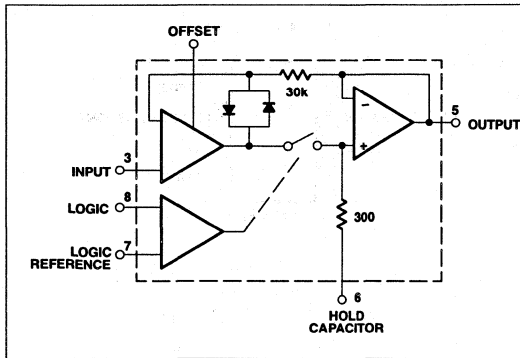 OFFSET
30k
−
5
OUTPUT
+
3
INPUT
8
LOGIC
300
7
LOGIC
REFERENCE
6
HOLD
CAPACITOR